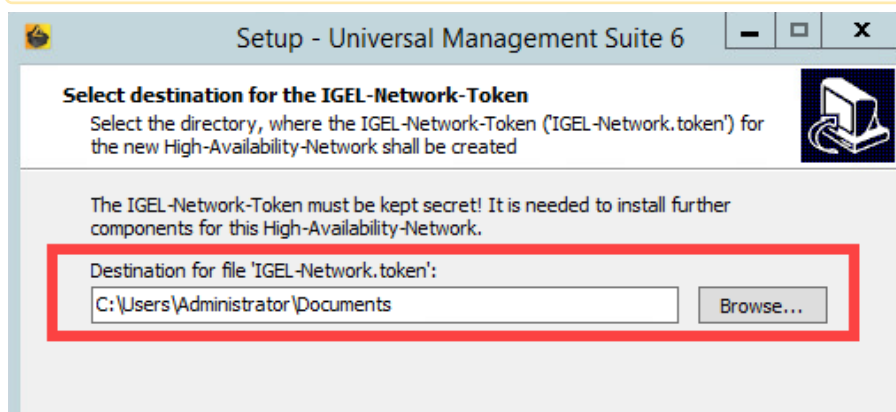 Setup - Universal Management Suite 6
Select destination for the IGEL-Network-Token
Select the directory, where the IGEL-Network-Token ('IGEL-Network.token') for
the new High-Availability-Network shall be created
The IGEL-Network-Token must be kept secret! It is needed to install further
components for this High-Availability-Network.
Destination for file 'IGEL-Network.token':
C:\Users\Administrator\Documents
Browse...